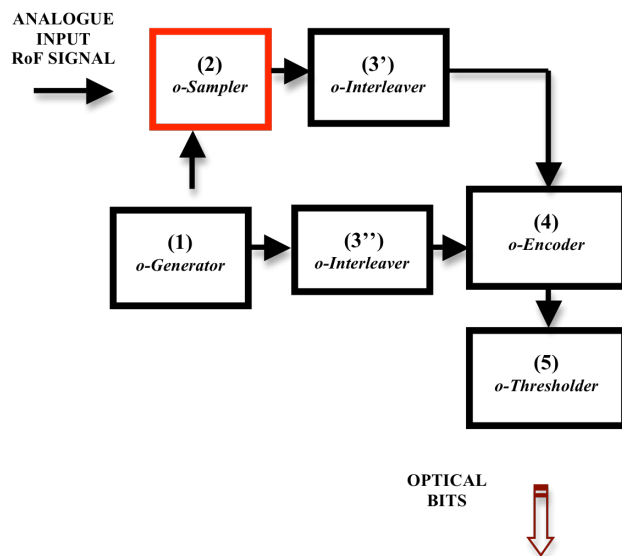 ANALOGUE
INPUT
RoF SIGNAL
(2)
o-Sampler
(3’)
o-Interleaver
(1)
o-Generator
(3’’)
o-Interleaver
(4)
o-Encoder
(5)
o-Thresholder
OPTICAL
BITS